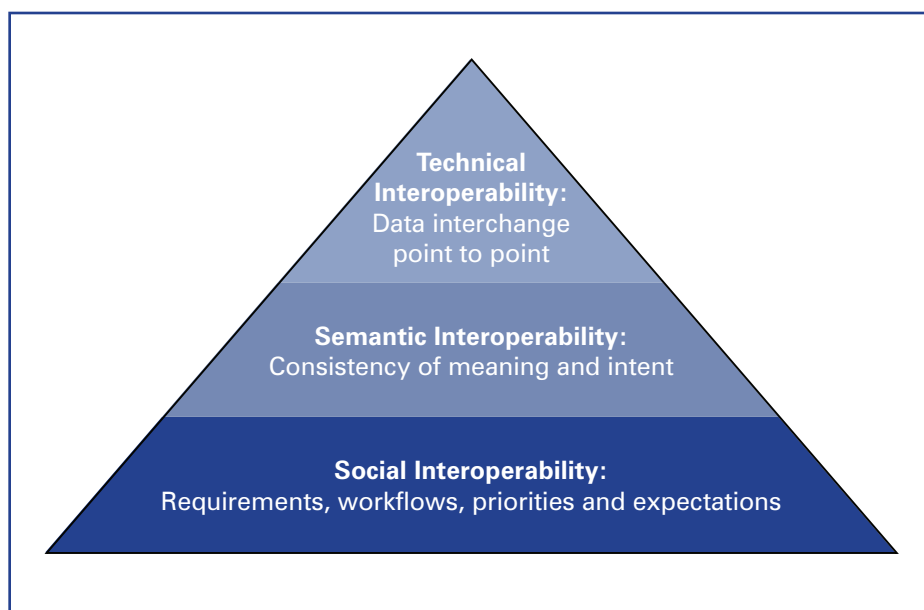 Technical
Interoperability:
Data interchange
point to point
Semantic Interoperability:
Consistency of meaning and intent
Social Interoperability:
Requirements, workflows, priorities and expectations